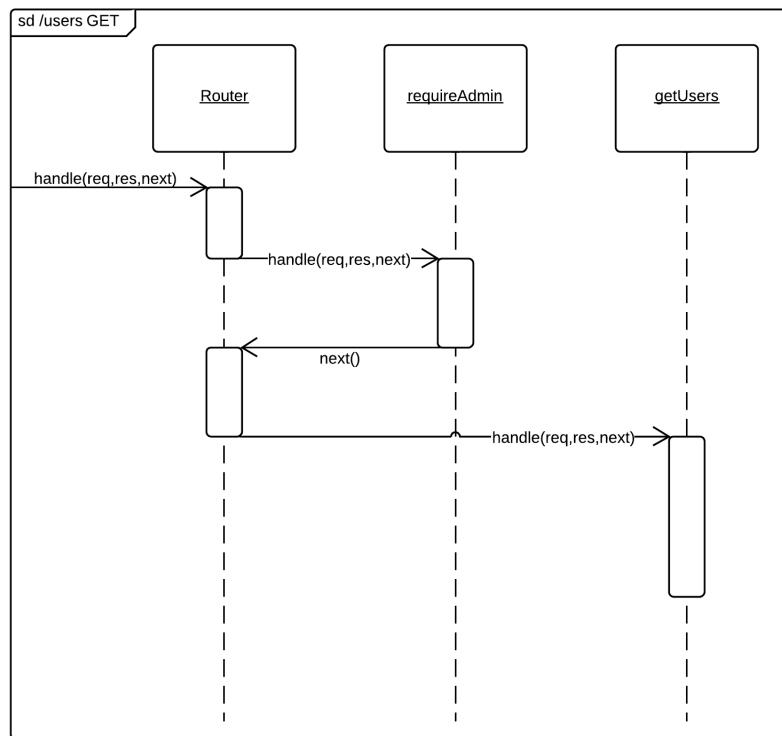 sd /users GET
Router
requireAdmin
getUsers
handle(req,res,next)
handle(req,res,next)
next()
handle(req,res,next)